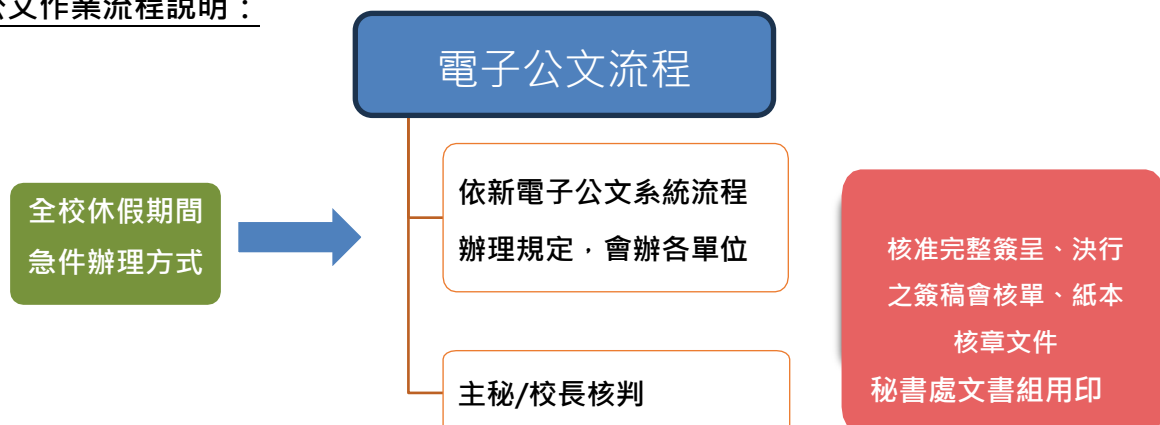 公文作業流程說明：
電子公文流程
全校休假期間
急件辦理方式
依新電子公文系統流程
辦理規定，會辦各單位
主秘/校長核判
核准完整簽呈、決行
之簽稿會核單、紙本
核章文件
秘書處文書組用印